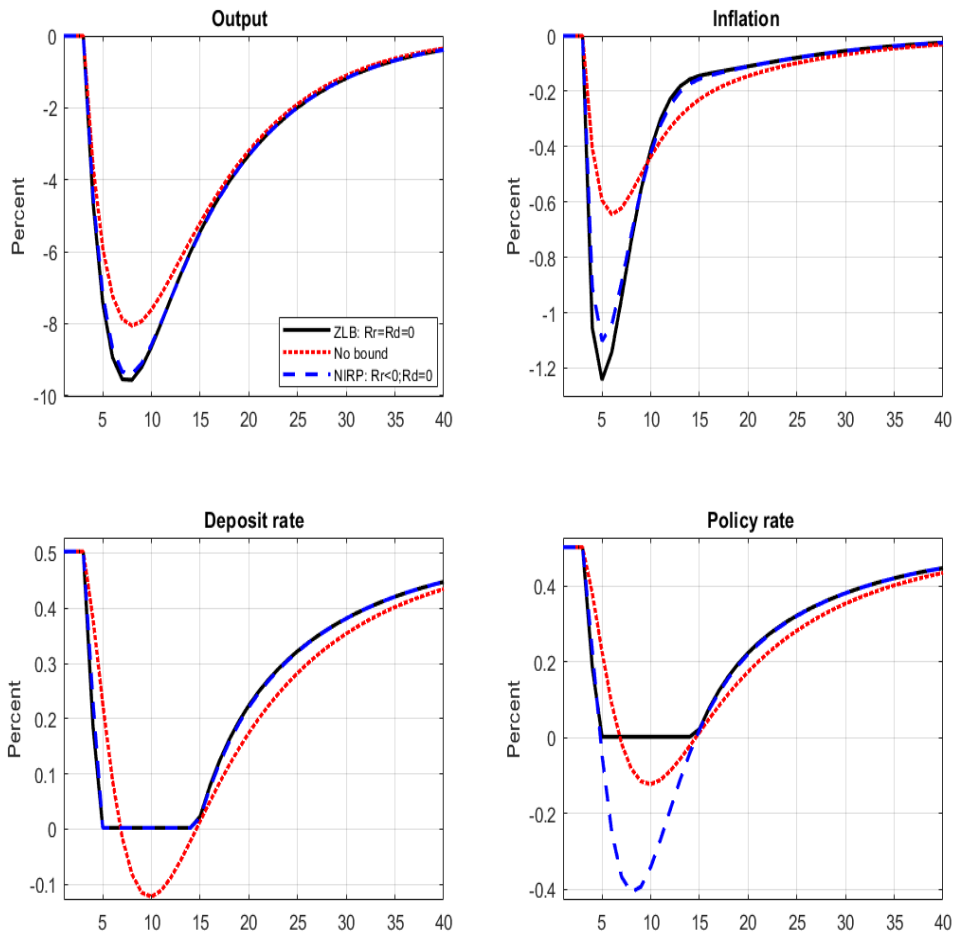 Output
Percent
0
-2
-4
-6
-8
-10
5 10 15 20 25 30 35 40
ZLB: Rr=Rd=0
No bound
NIRP: Rr<0;Rd=0
Inflation
Percent
0
-0.2
-0.4
-0.6
-0.8
-1
-1.2
5 10 15 20 25 30 35 40
Deposit rate
Percent
0.5
0.4
0.3
0.2
0.1
0
-0.1
5 10 15 20 25 30 35 40
Policy rate
Percent
0.4
0.2
0
-0.2
-0.4
5 10 15 20 25 30 35 40